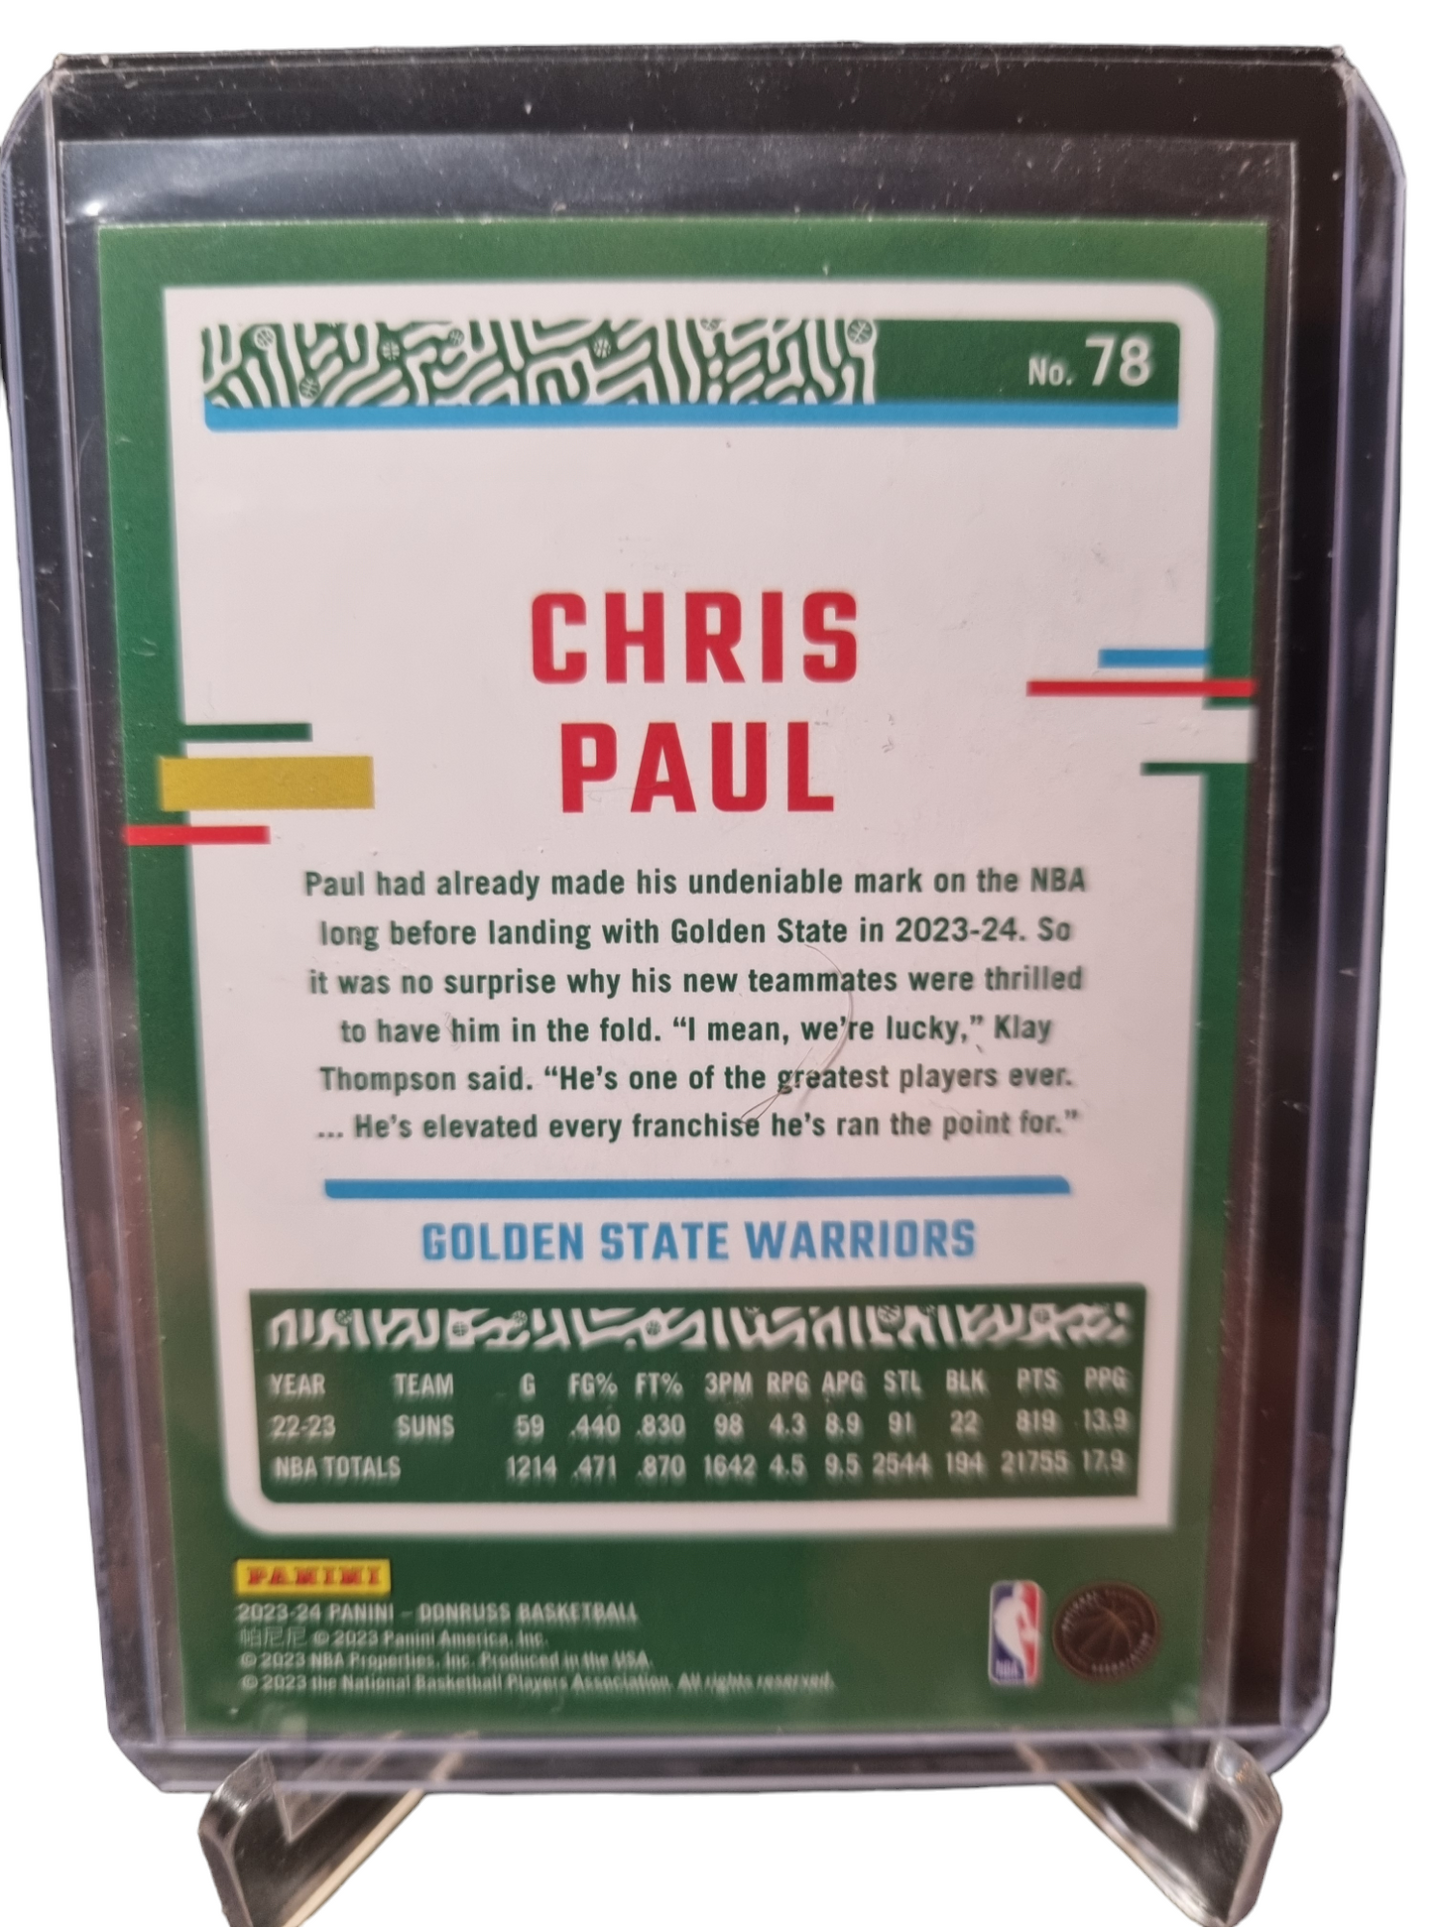 No. 78
CHRIS
PAUL
Paul had already made his undeniable mark on the NBA
long before landing with Golden State in 2023-24. So
it was no surprise why his new teammates were thrilled
to have him in the fold. “I mean, we’re lucky,” Klay
Thompson said. “He’s one of the greatest players ever.
... He’s elevated every franchise he’s ran the point for.”
GOLDEN STATE WARRIORS
YEAR TEAM G FG% FT% 3PM RPG APG STL BLK PTS PPG
22-23 SUNS 59 .440 .830 98 4.3 8.9 91 22 819 13.9
NBA TOTALS 1214 .471 .870 1642 4.5 9.5 2544 194 21755 17.9
PANINI
2023-24 PANINI – DONRUSS BASKETBALL
帕尼尼 © 2023 Panini America, Inc.
© 2023 NBA Properties, Inc. Produced in the USA.
© 2023 the National Basketball Players Association. All rights reserved.
NBA